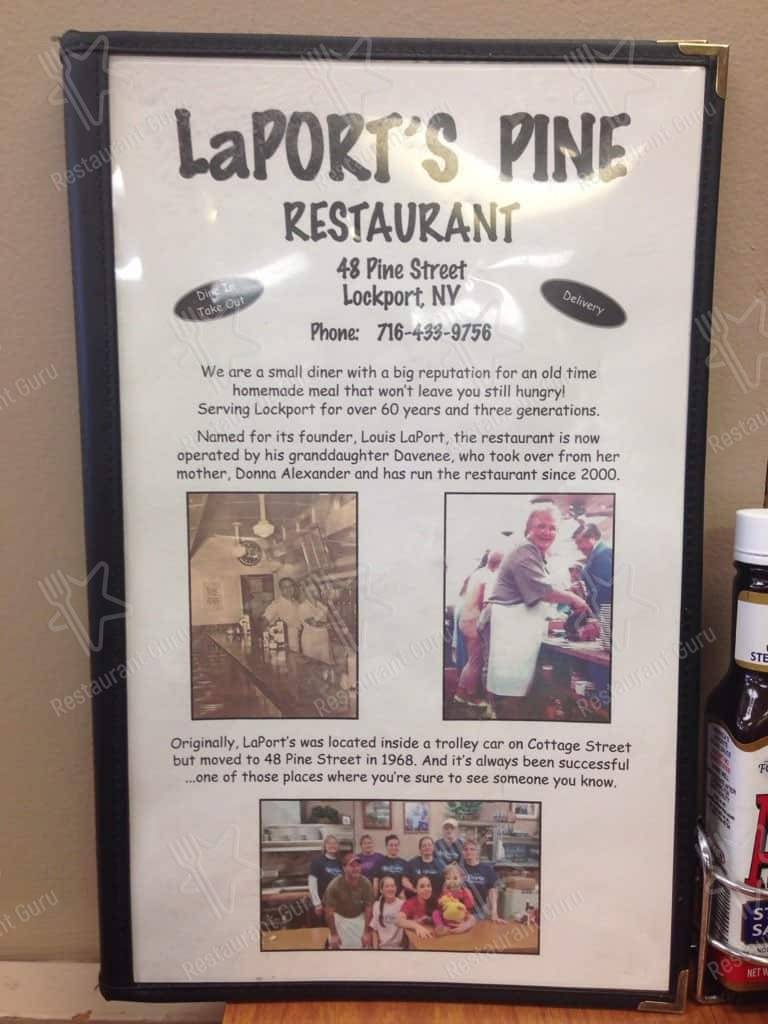 LaPORT'S PINE
RESTAURANT
48 Pine Street
Lockport, NY
Dine In
Take Out
Delivery
Phone: 716-433-9756
We are a small diner with a big reputation for an old time
homemade meal that won't leave you still hungry!
Serving Lockport for over 60 years and three generations.
Named for its founder, Louis LaPort, the restaurant is now
operated by his granddaughter Davenee, who took over from her
mother, Donna Alexander and has run the restaurant since 2000.
Originally, LaPort's was located inside a trolley car on Cottage Street
but moved to 48 Pine Street in 1968. And it's always been successful
...one of those places where you're sure to see someone you know.
Restaurant Guru